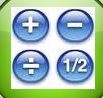 + −
÷ 1/2